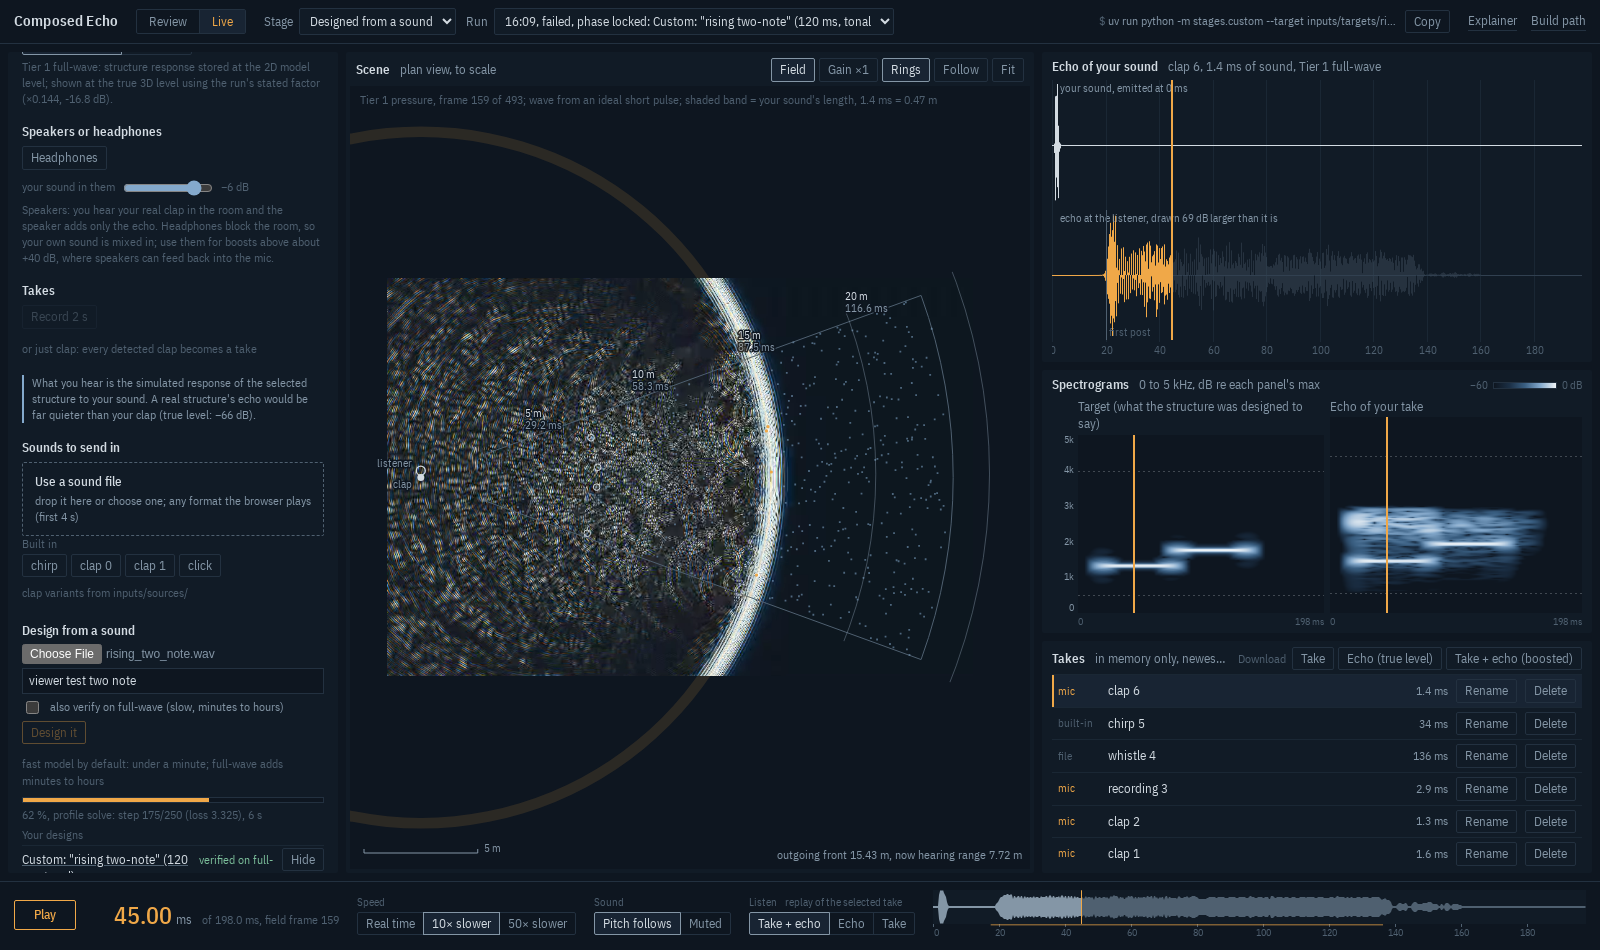 Composed Echo
Review
Live
Stage
Designed from a sound
Run
16:09, failed, phase locked: Custom: "rising two-note" (120 ms, tonal
$ uv run python -m stages.custom --target inputs/targets/ri...
Copy
Explainer
Build path
Tier 1 full-wave: structure response stored at the 2D model
level; shown at the true 3D level using the run's stated factor
(×0.144, -16.8 dB).
Speakers or headphones
Headphones
your sound in them
−6 dB
Speakers: you hear your real clap in the room and the
speaker adds only the echo. Headphones block the room, so
your own sound is mixed in; use them for boosts above about
+40 dB, where speakers can feed back into the mic.
Takes
Record 2 s
or just clap: every detected clap becomes a take
What you hear is the simulated response of the selected
structure to your sound. A real structure's echo would be
far quieter than your clap (true level: −66 dB).
Sounds to send in
Use a sound file
drop it here or choose one; any format the browser plays
(first 4 s)
Built in
chirp
clap 0
clap 1
click
clap variants from inputs/sources/
Design from a sound
Choose File rising_two_note.wav
viewer test two note
also verify on full-wave (slow, minutes to hours)
Design it
fast model by default: under a minute; full-wave adds
minutes to hours
62 %, profile solve: step 175/250 (loss 3.325), 6 s
Your designs
Custom: "rising two-note" (120
verified on full-
Hide
Scene plan view, to scale
Field
Gain ×1
Rings
Follow
Fit
Tier 1 pressure, frame 159 of 493; wave from an ideal short pulse; shaded band = your sound's length, 1.4 ms = 0.47 m
20 m
116.6 ms
15 m
87.5 ms
10 m
58.3 ms
5 m
29.2 ms
listener
clap
5 m
outgoing front 15.43 m, now hearing range 7.72 m
Echo of your sound clap 6, 1.4 ms of sound, Tier 1 full-wave
your sound, emitted at 0 ms
echo at the listener, drawn 69 dB larger than it is
first post
0 20 40 60 80 100 120 140 160 180
Spectrograms 0 to 5 kHz, dB re each panel's max
−60
0 dB
Target (what the structure was designed to
say)
Echo of your take
5k
4k
3k
2k
1k
0
0 198 ms
0 198 ms
Takes in memory only, newes...
Download
Take
Echo (true level)
Take + echo (boosted)
mic clap 6 1.4 ms Rename Delete
built-in chirp 5 34 ms Rename Delete
file whistle 4 136 ms Rename Delete
mic recording 3 2.9 ms Rename Delete
mic clap 2 1.3 ms Rename Delete
mic clap 1 1.6 ms Rename Delete
Play
45.00 ms
of 198.0 ms, field frame 159
Speed
Real time
10× slower
50× slower
Sound
Pitch follows
Muted
Listen replay of the selected take
Take + echo
Echo
Take
0 20 40 60 80 100 120 140 160 180